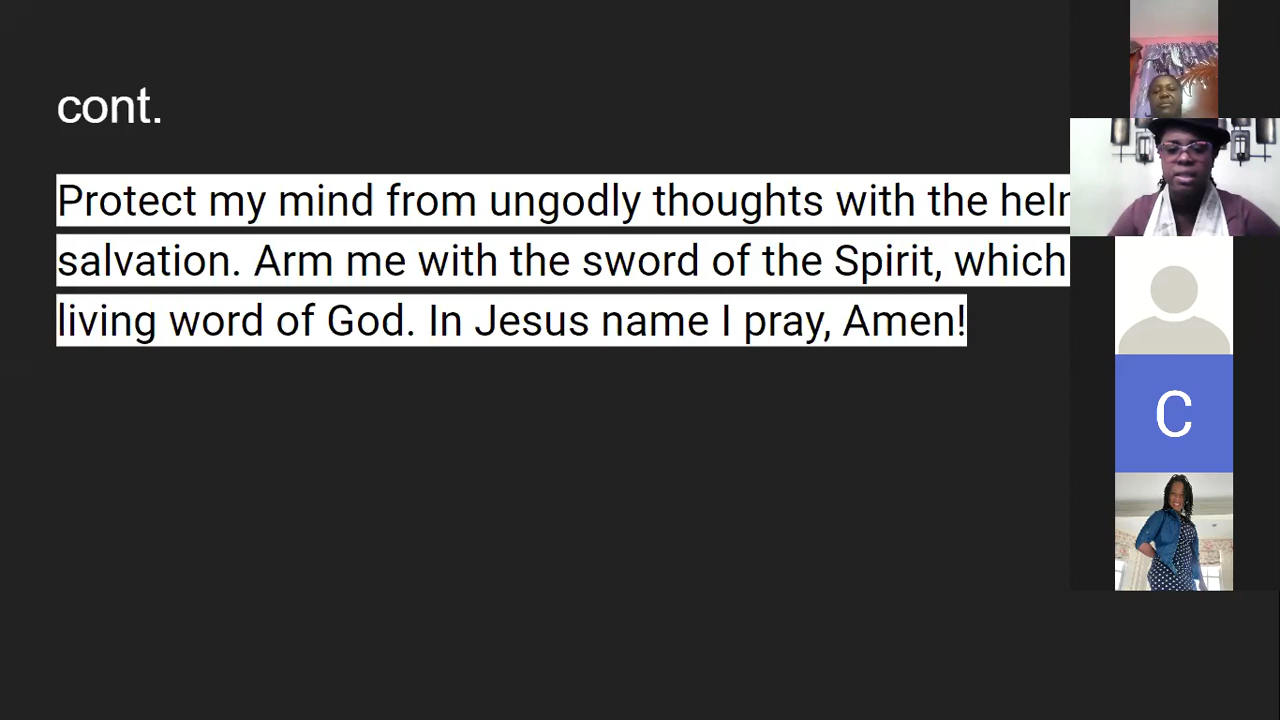 cont.
Protect my mind from ungodly thoughts with the
salvation. Arm me with the sword of the Spirit, which
living word of God. In Jesus name I pray, Amen!
C